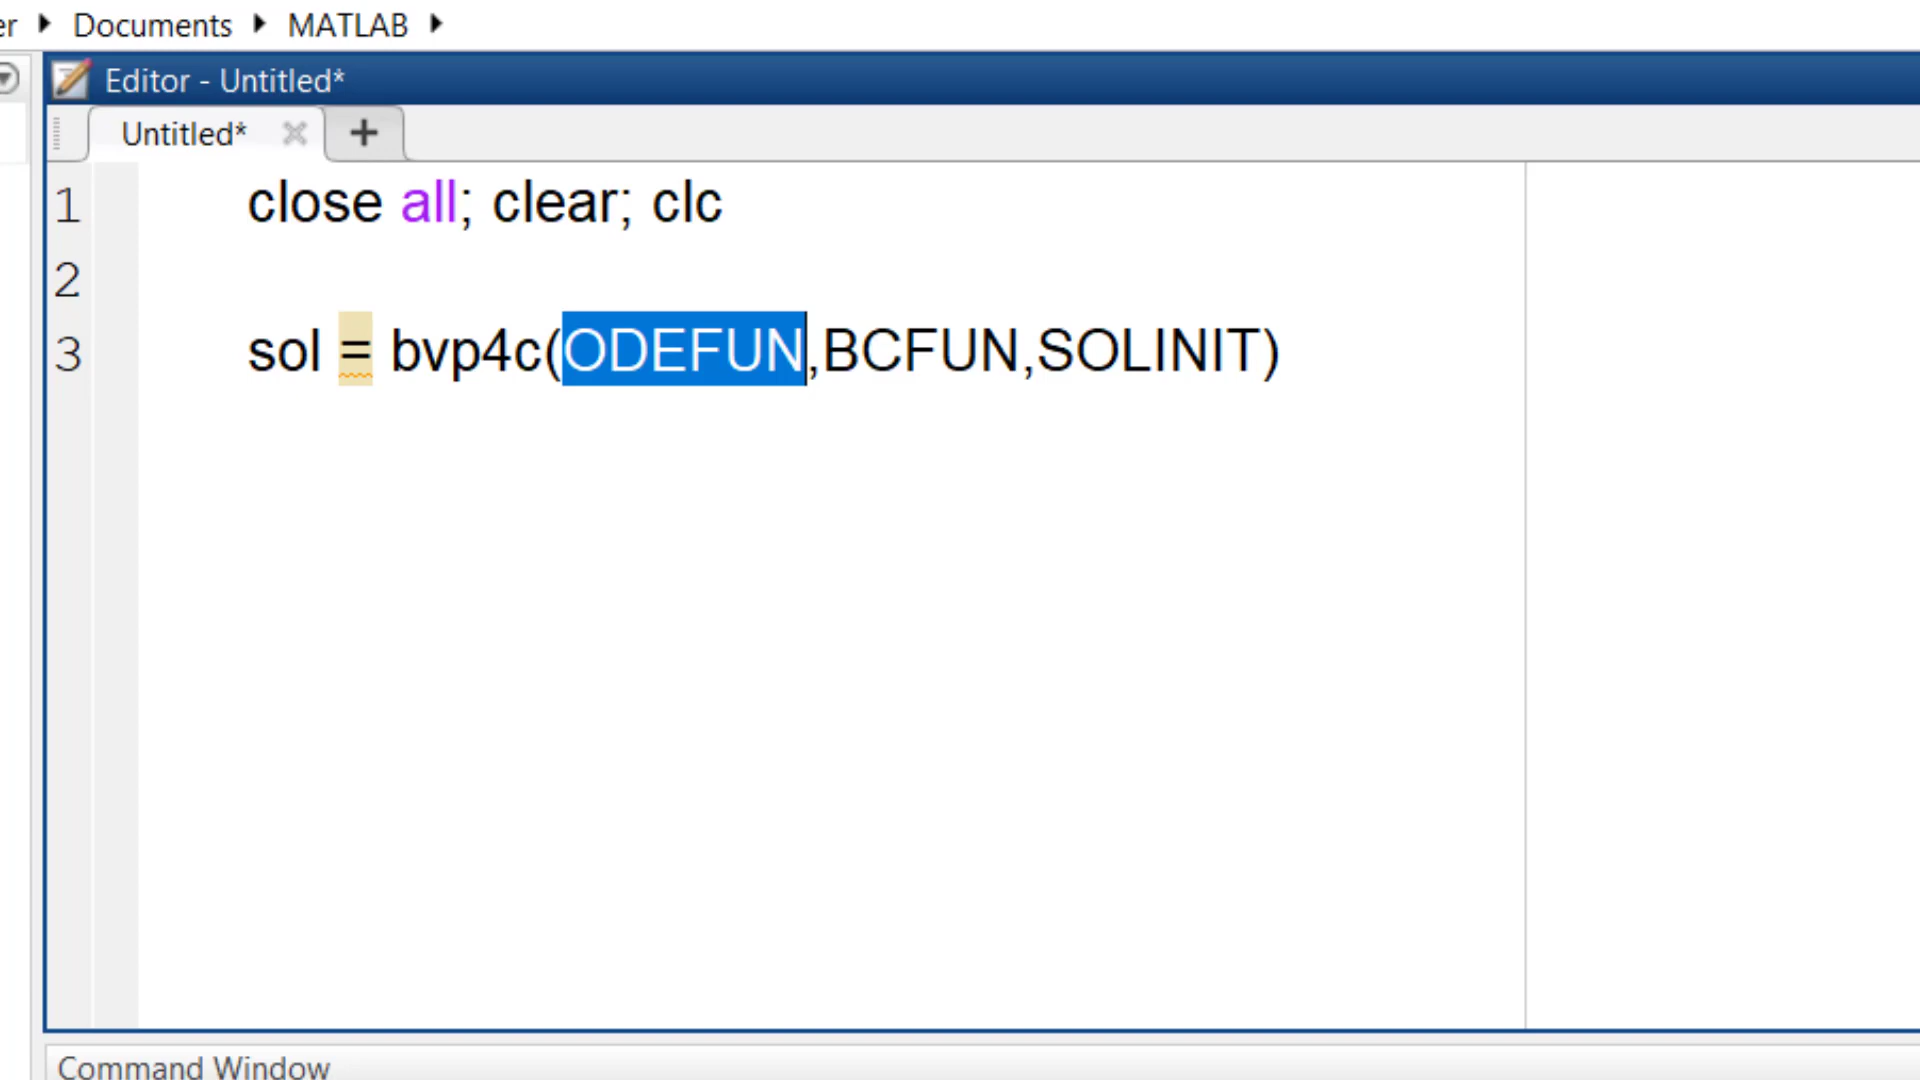 er ▸ Documents ▸ MATLAB ▸
Editor - Untitled*
Untitled* × +
1 close all; clear; clc
2
3 sol = bvp4c(ODEFUN,BCFUN,SOLINIT)
Command Window